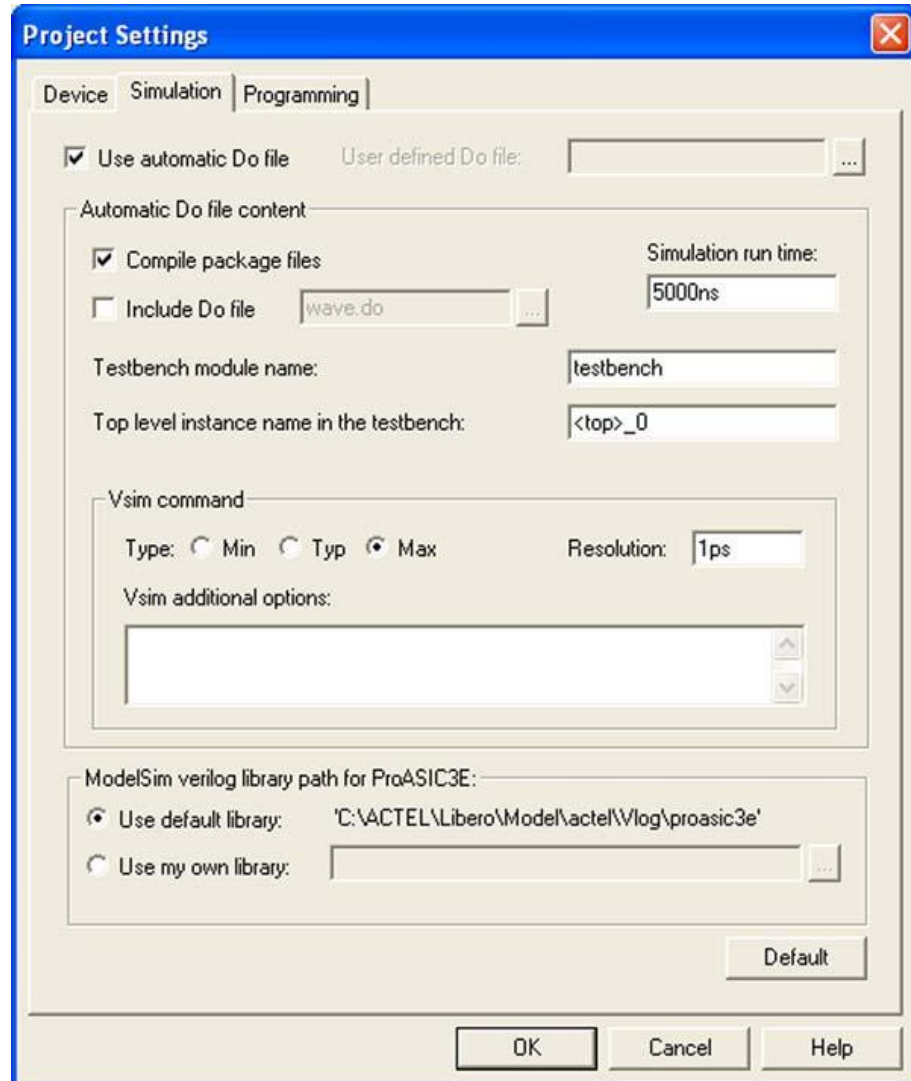 Project Settings
Device Simulation Programming
Use automatic Do file User defined Do file: ...
Automatic Do file content
Compile package files Simulation run time:
5000ns
Include Do file wave.do ...
Testbench module name: testbench
Top level instance name in the testbench: <top>_0
Vsim command
Type: Min Typ Max Resolution: 1ps
Vsim additional options:
ModelSim verilog library path for ProASIC3E:
Use default library: 'C:\ACTEL\Libero\Model\actel\Vlog\proasic3e'
Use my own library: ...
Default
OK Cancel Help